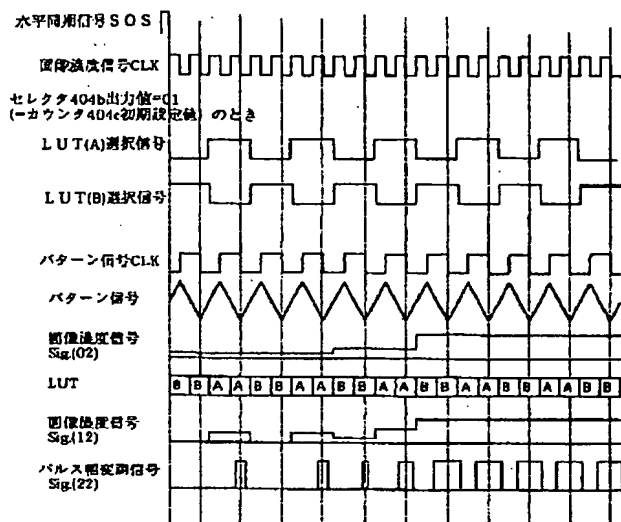 水平同期信号SOS
画像濃度信号CLK
セレクタ404b出力値=01
(=カウンタ404c初期設定値) のとき
LUT(A)選択信号
LUT(B)選択信号
パターン信号CLK
パターン信号
画像濃度信号
Sig.(02)
LUT B B A A B B A A B B A A B B A A B B A A B B
画像濃度信号
Sig.(12)
パルス幅変調信号
Sig.(22)